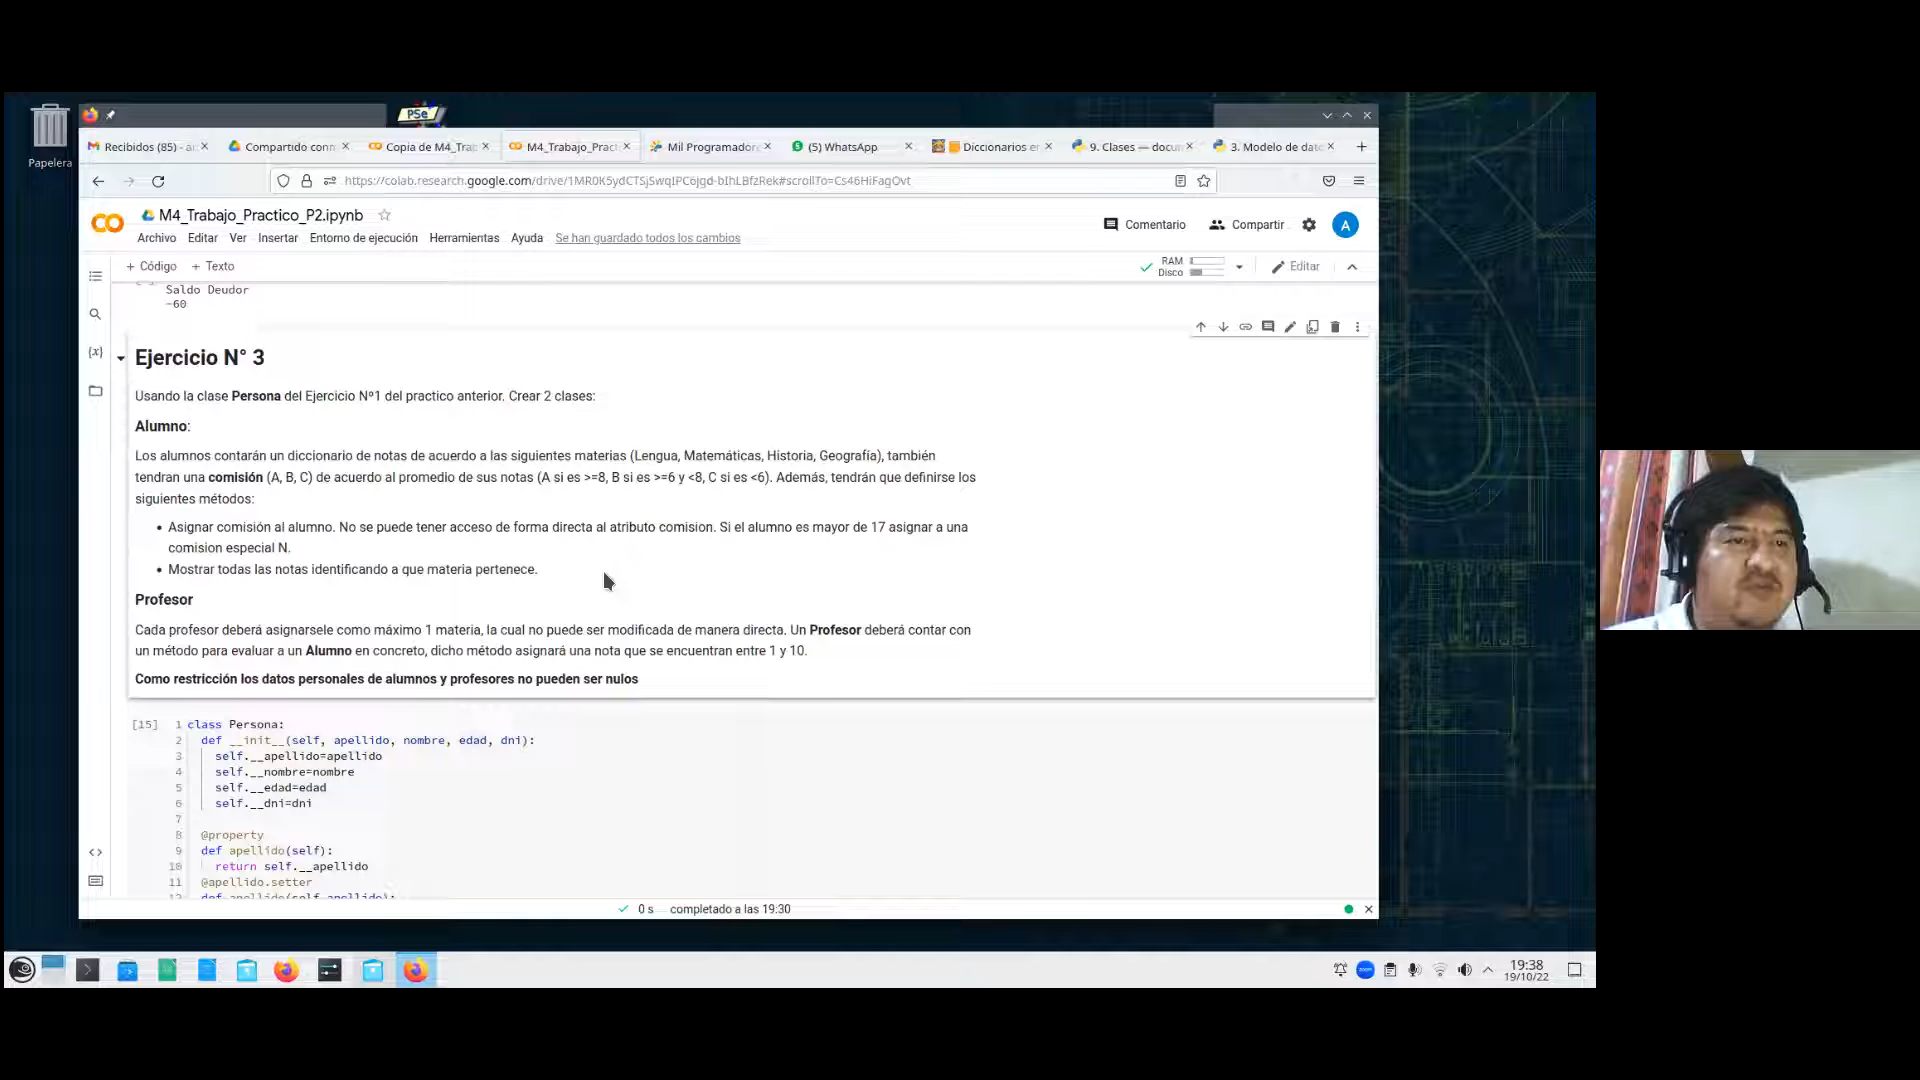 Papelera
PSe
Recibidos (85) - a
Compartido conm
Copia de M4_Trab
M4_Trabajo_Pract
Mil Programadore
(5) WhatsApp
Diccionarios en
9. Clases — docum
3. Modelo de dato
https://colab.research.google.com/drive/1MR0K5ydCTSjSwqIPC6jgd-bIhLBfzRek#scrollTo=Cs46HiFagOvt
M4_Trabajo_Practico_P2.ipynb
Comentario
Compartir
A
Archivo Editar Ver Insertar Entorno de ejecución Herramientas Ayuda Se han guardado todos los cambios
+ Código + Texto
RAM
Disco
Editar
Saldo Deudor
-60
Ejercicio N° 3
Usando la clase Persona del Ejercicio Nº1 del practico anterior. Crear 2 clases:
Alumno:
Los alumnos contarán un diccionario de notas de acuerdo a las siguientes materias (Lengua, Matemáticas, Historia, Geografía), también
tendran una comisión (A, B, C) de acuerdo al promedio de sus notas (A si es >=8, B si es >=6 y <8, C si es <6). Además, tendrán que definirse los
siguientes métodos:
• Asignar comisión al alumno. No se puede tener acceso de forma directa al atributo comision. Si el alumno es mayor de 17 asignar a una
comision especial N.
• Mostrar todas las notas identificando a que materia pertenece.
Profesor
Cada profesor deberá asignarsele como máximo 1 materia, la cual no puede ser modificada de manera directa. Un Profesor deberá contar con
un método para evaluar a un Alumno en concreto, dicho método asignará una nota que se encuentran entre 1 y 10.
Como restricción los datos personales de alumnos y profesores no pueden ser nulos
[15] 1 class Persona:
2 def __init__(self, apellido, nombre, edad, dni):
3 self.__apellido=apellido
4 self.__nombre=nombre
5 self.__edad=edad
6 self.__dni=dni
7
8 @property
9 def apellido(self):
10 return self.__apellido
11 @apellido.setter
12 def apellido(self,apellido):
0 s completado a las 19:30
zoom
19:38
19/10/22